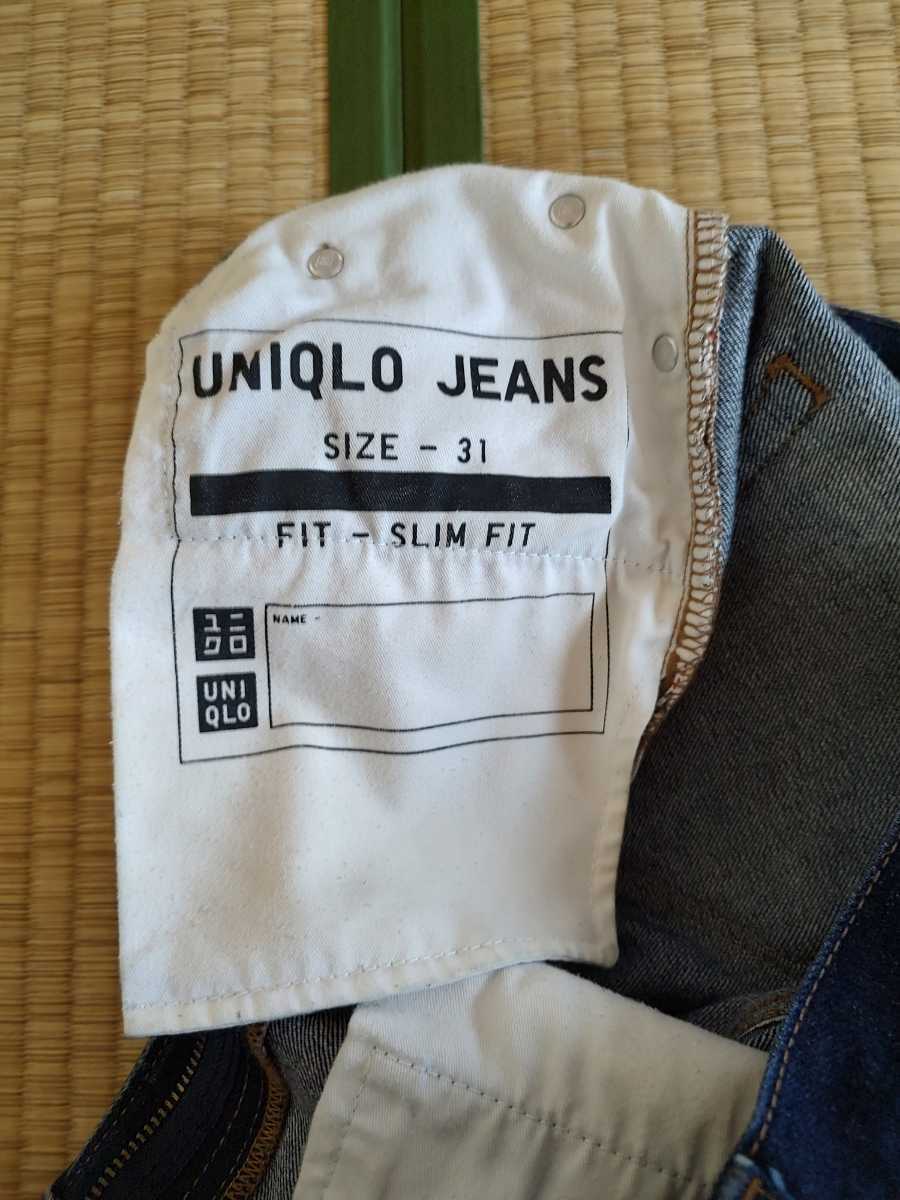 UNIQLO JEANS
SIZE - 31
FIT - SLIM FIT
ユニ
クロ
NAME -
UNI
QLO